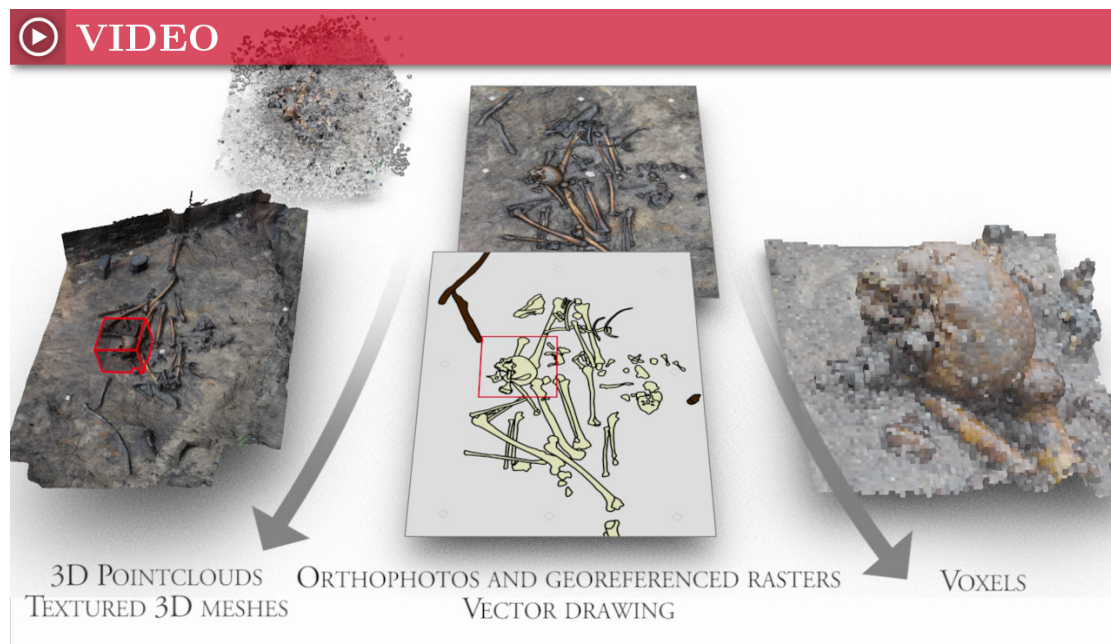 VIDEO
3D Pointclouds
Textured 3D meshes
Orthophotos and georeferenced rasters
Vector drawing
Voxels